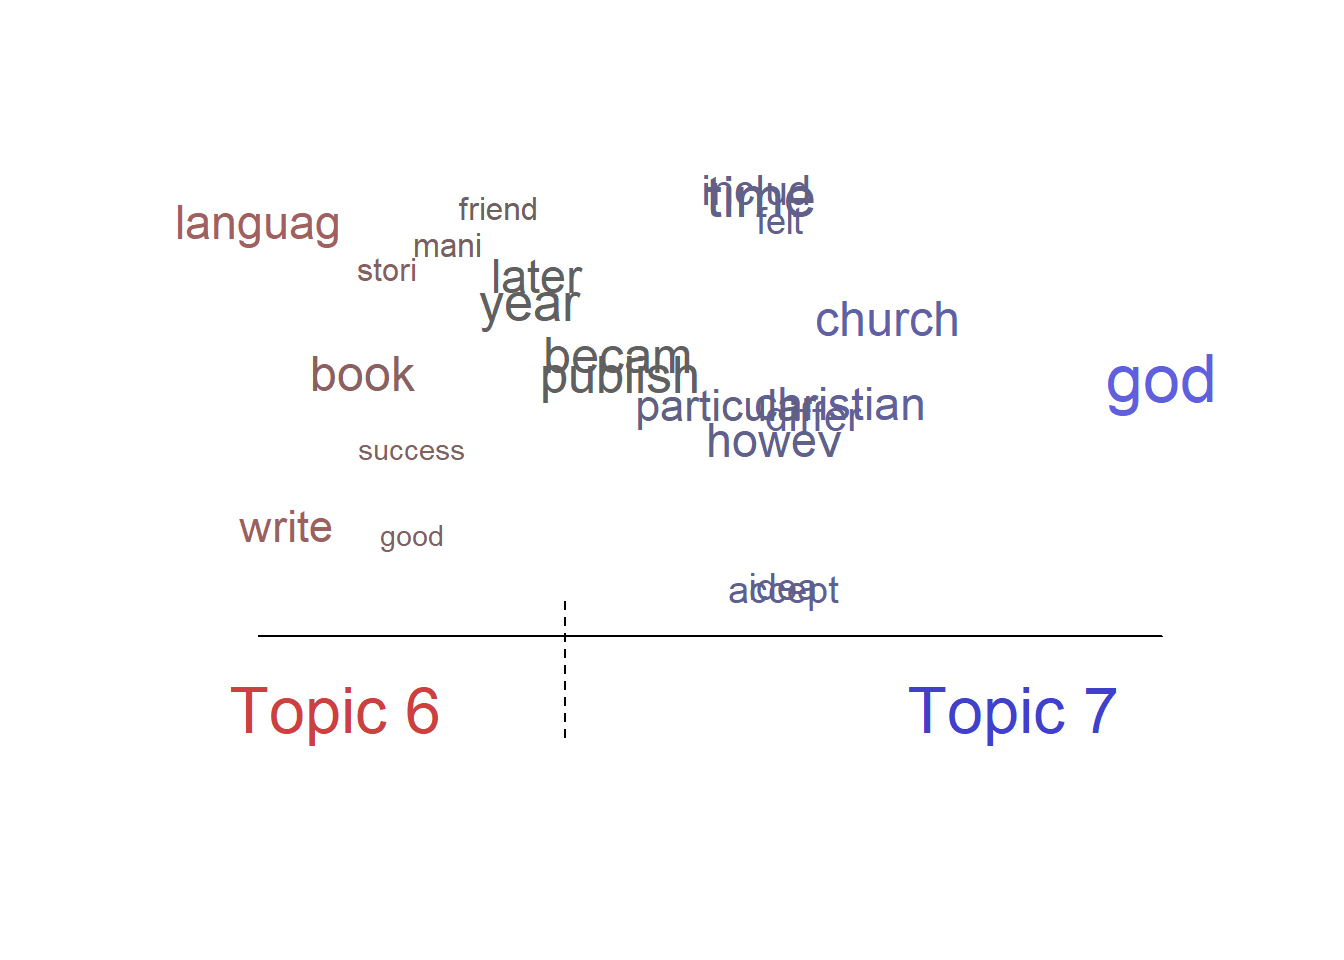 includ
time
friend
languag
felt
mani
stori
later
year
church
becam
book
publish
god
particular
christian
differ
howev
success
write
good
idea
accept
Topic 6
Topic 7